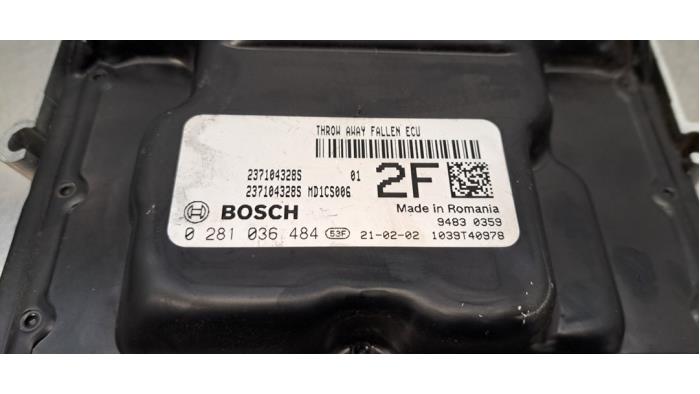 THROW AWAY FALLEN ECU
237104328S 01
237104328S MD1CS006
2F
BOSCH
Made in Romania
9483 0359
0 281 036 484 53F 21-02-02 1039T40978